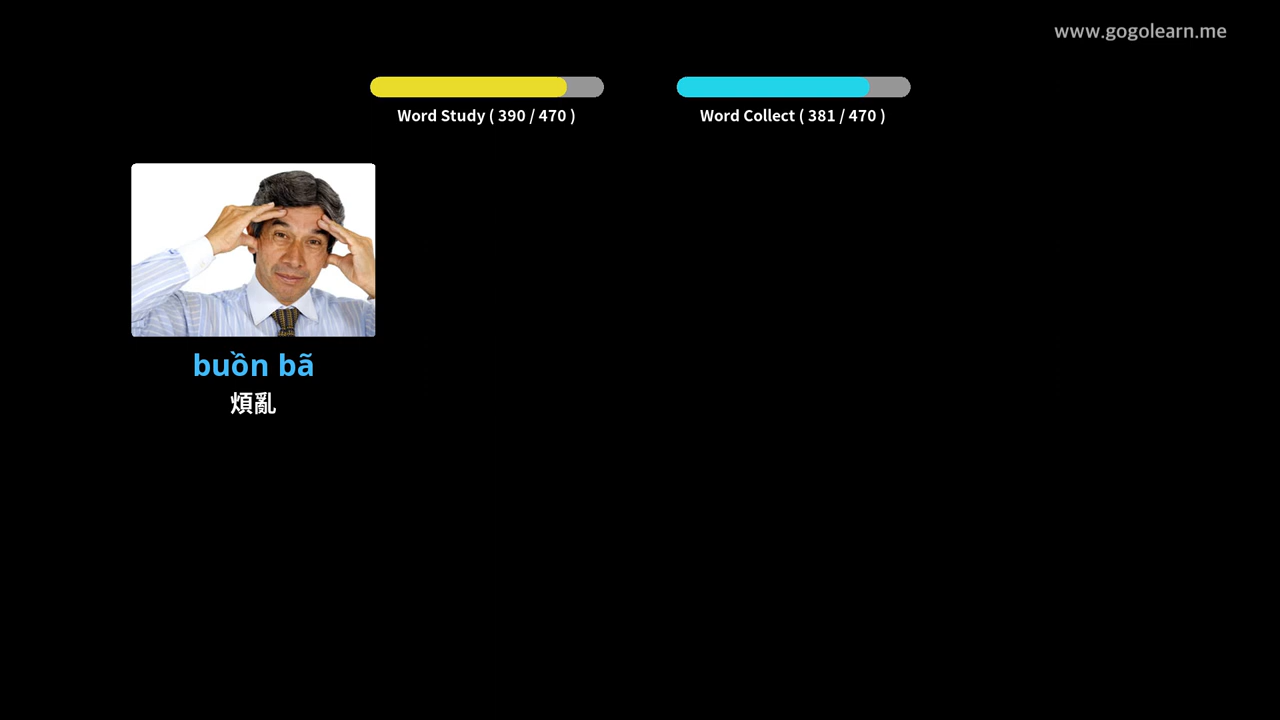 www.gogolearn.me
Word Study ( 390 / 470 )
Word Collect ( 381 / 470 )
buồn bã
煩亂